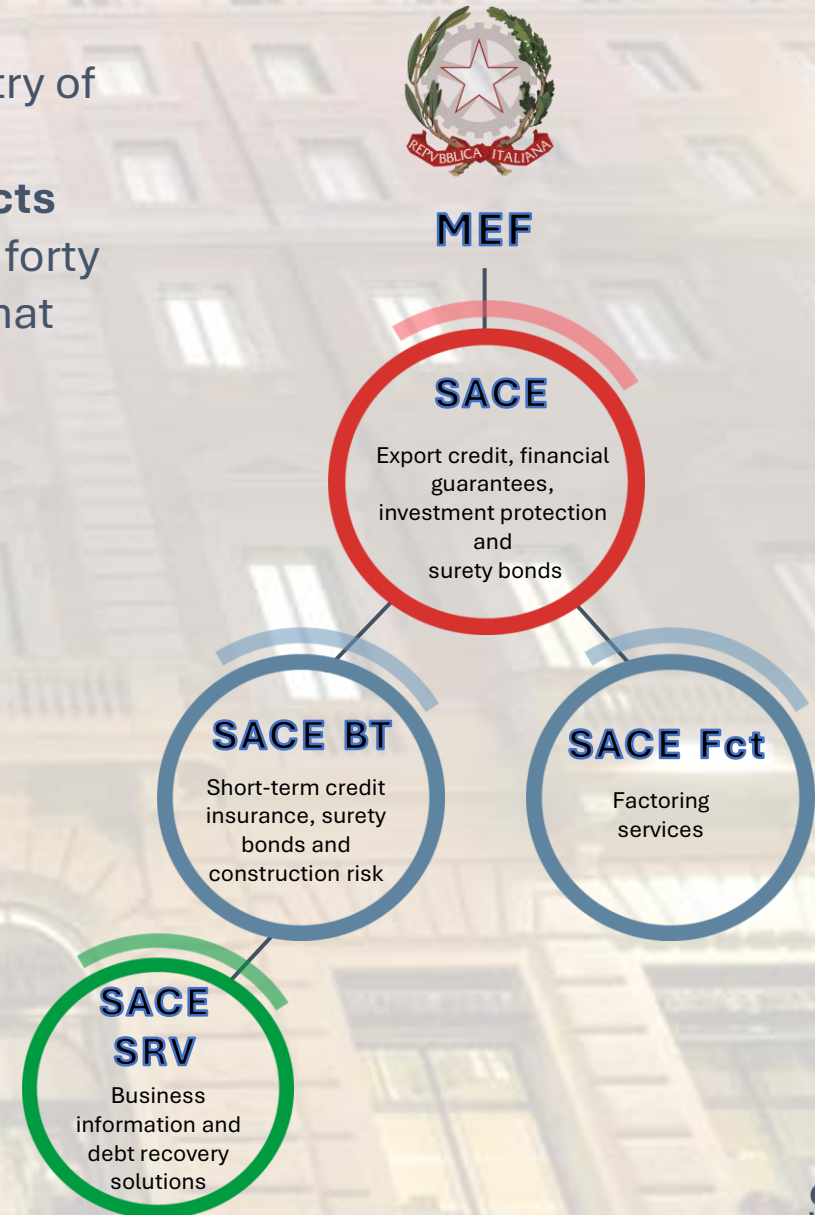 try of
cts
forty
hat
REPVBBLICA ITALIANA
MEF
SACE
Export credit, financial
guarantees,
investment protection
and
surety bonds
SACE BT
Short-term credit
insurance, surety
bonds and
construction risk
SACE Fct
Factoring
services
SACE
SRV
Business
information and
debt recovery
solutions